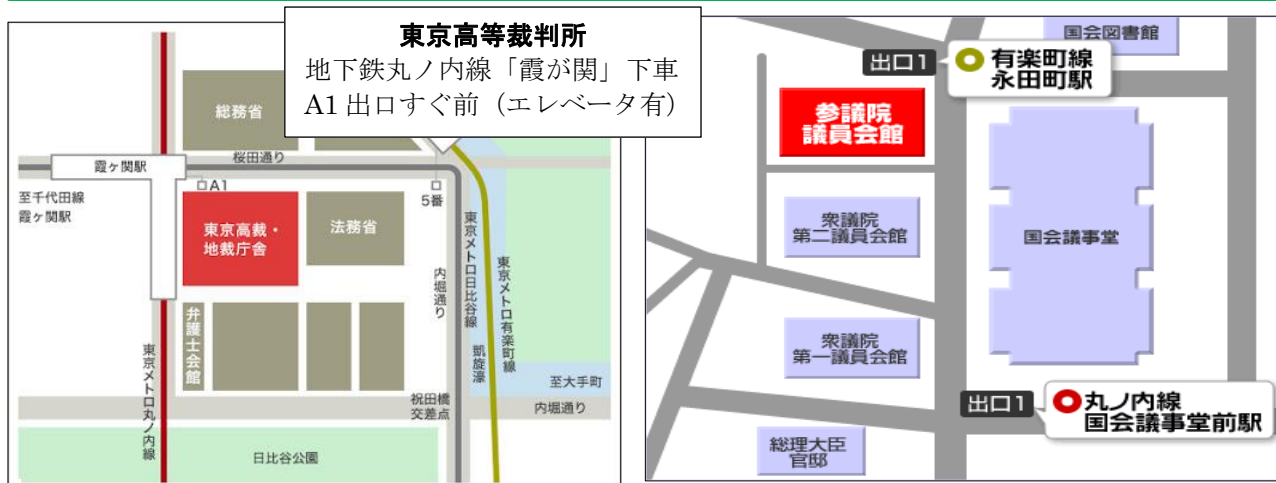 東京高等裁判所
地下鉄丸ノ内線「霞が関」下車
A1出口すぐ前（エレベータ有）
総務省
霞ヶ関駅
桜田通り
A1
5番
至千代田線
霞ヶ関駅
東京高裁・
地裁庁舎
法務省
内堀通り
東京メトロ日比谷線
東京メトロ有楽町線
凱旋濠
弁護士会館
東京メトロ丸ノ内線
至大手町
祝田橋
交差点
内堀通り
日比谷公園
国会図書館
出口1
有楽町線
永田町駅
参議院
議員会館
衆議院
第二議員会館
国会議事堂
衆議院
第一議員会館
出口1
丸ノ内線
国会議事堂前駅
総理大臣
官邸